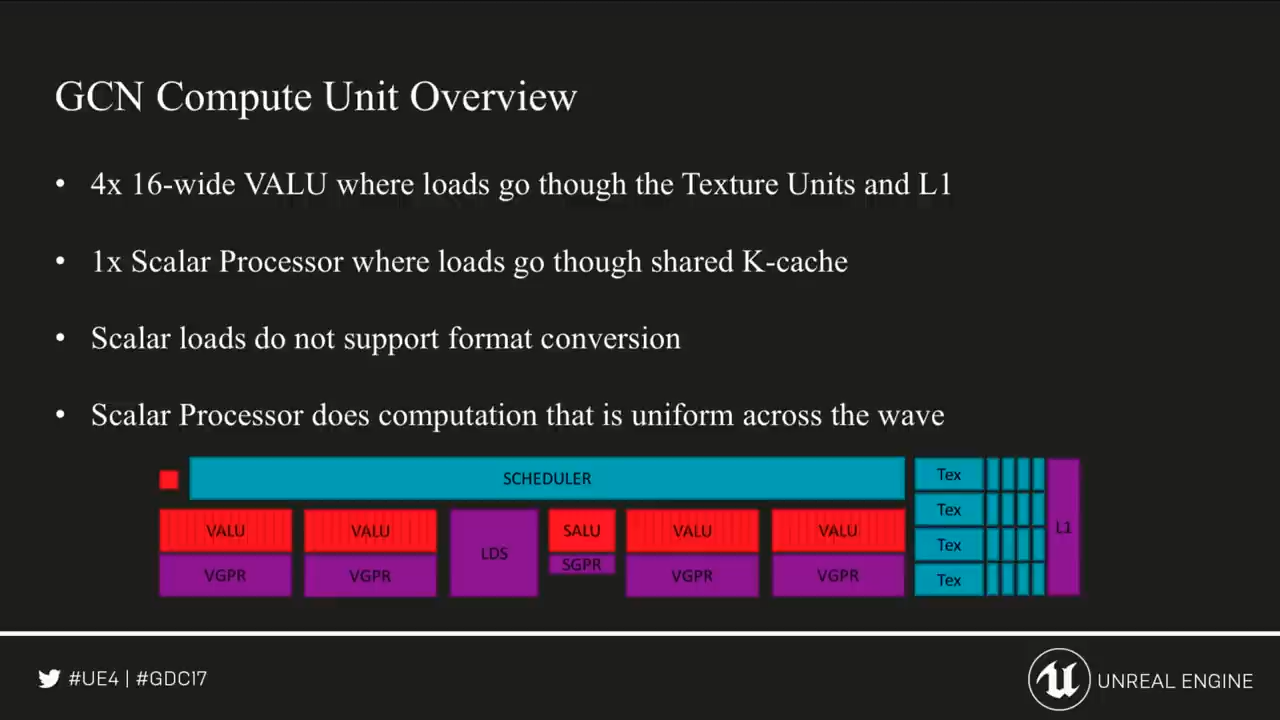 GCN Compute Unit Overview
• 4x 16-wide VALU where loads go though the Texture Units and L1
• 1x Scalar Processor where loads go though shared K-cache
• Scalar loads do not support format conversion
• Scalar Processor does computation that is uniform across the wave
SCHEDULER
VALU VALU LDS SALU VALU VALU
VGPR VGPR SGPR VGPR VGPR
Tex
Tex
Tex
Tex
L1
#UE4 | #GDC17
UNREAL ENGINE